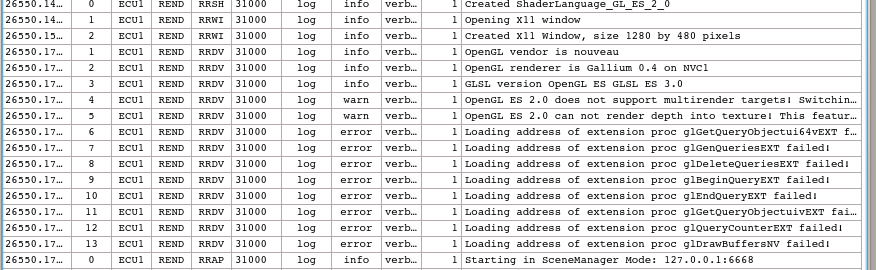 26550.14… 0 ECU1 REND RRSH 31000 log info verb… 1 Created ShaderLanguage_GL_ES_2_0
26550.14… 1 ECU1 REND RRWI 31000 log info verb… 1 Opening X11 window
26550.15… 2 ECU1 REND RRWI 31000 log info verb… 1 Created X11 Window, size 1280 by 480 pixels
26550.17… 1 ECU1 REND RRDV 31000 log info verb… 1 OpenGL vendor is nouveau
26550.17… 2 ECU1 REND RRDV 31000 log info verb… 1 OpenGL renderer is Gallium 0.4 on NVC1
26550.17… 3 ECU1 REND RRDV 31000 log info verb… 1 GLSL version OpenGL ES GLSL ES 3.0
26550.17… 4 ECU1 REND RRDV 31000 log warn verb… 1 OpenGL ES 2.0 does not support multirender targets! Switchin…
26550.17… 5 ECU1 REND RRDV 31000 log warn verb… 1 OpenGL ES 2.0 can not render depth into texture! This featur…
26550.17… 6 ECU1 REND RRDV 31000 log error verb… 1 Loading address of extension proc glGetQueryObjectui64vEXT f…
26550.17… 7 ECU1 REND RRDV 31000 log error verb… 1 Loading address of extension proc glGenQueriesEXT failed!
26550.17… 8 ECU1 REND RRDV 31000 log error verb… 1 Loading address of extension proc glDeleteQueriesEXT failed!
26550.17… 9 ECU1 REND RRDV 31000 log error verb… 1 Loading address of extension proc glBeginQueryEXT failed!
26550.17… 10 ECU1 REND RRDV 31000 log error verb… 1 Loading address of extension proc glEndQueryEXT failed!
26550.17… 11 ECU1 REND RRDV 31000 log error verb… 1 Loading address of extension proc glGetQueryObjectuivEXT fai…
26550.17… 12 ECU1 REND RRDV 31000 log error verb… 1 Loading address of extension proc glQueryCounterEXT failed!
26550.17… 13 ECU1 REND RRDV 31000 log error verb… 1 Loading address of extension proc glDrawBuffersNV failed!
26550.17… 0 ECU1 REND RRAP 31000 log info verb… 1 Starting in SceneManager Mode: 127.0.0.1:6668